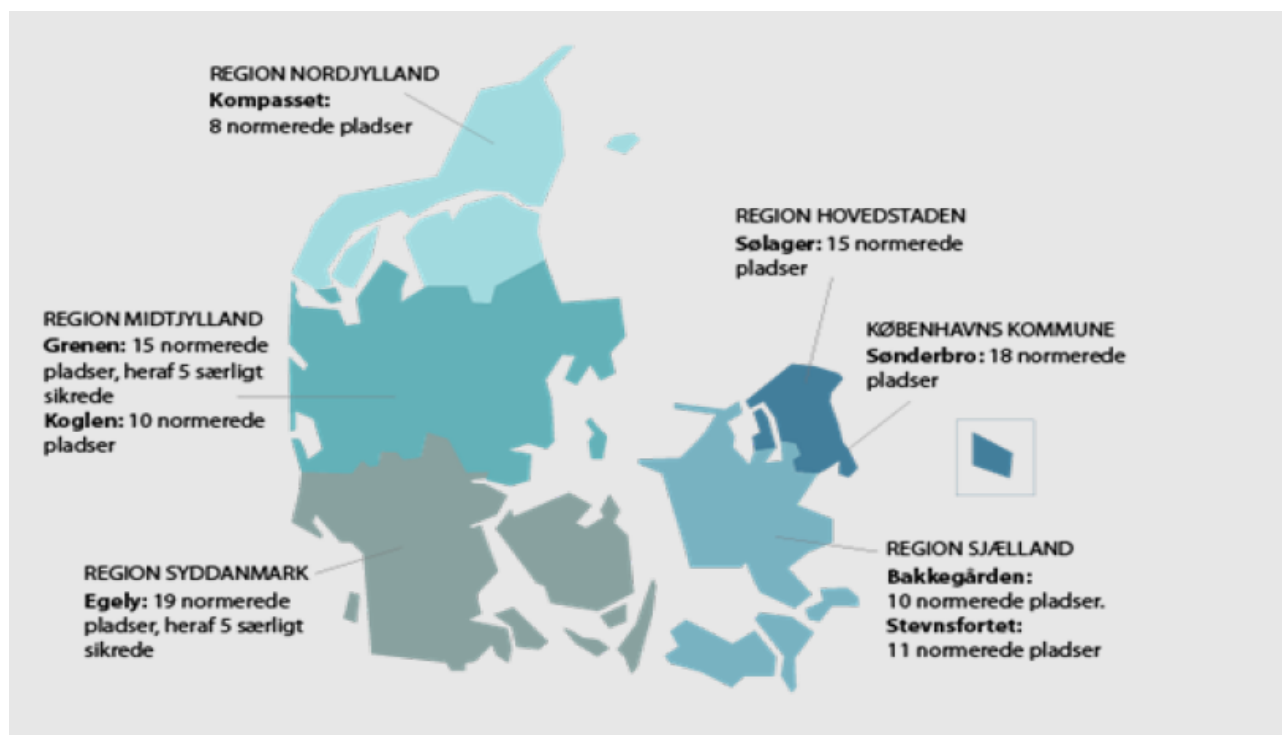 REGION NORDJYLLAND
Kompasset:
8 normerede pladser
REGION HOVEDSTADEN
Sølager: 15 normerede
pladser
REGION MIDTJYLLAND
Grenen: 15 normerede
pladser, heraf 5 særligt
sikrede
Koglen: 10 normerede
pladser
KØBENHAVNS KOMMUNE
Sønderbro: 18 normerede
pladser
REGION SYDDANMARK
Egely: 19 normerede
pladser, heraf 5 særligt
sikrede
REGION SJÆLLAND
Bakkegården:
10 normerede pladser.
Stevnsfortet:
11 normerede pladser